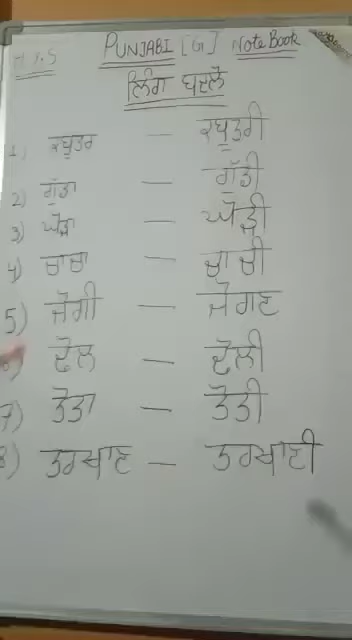 H.Y.S PUNJABI [G] Note Book
ਲਿੰਗ ਬਦਲੋ
1) ਕਬੂਤਰ — ਕਬੂਤਰੀ
2) ਗੁੱਤਾ — ਗੁੱਤੀ
3) ਘੋੜਾ — ਘੋੜੀ
4) ਚਾਚਾ — ਚਾਚੀ
5) ਜੋਗੀ — ਜੋਗਣ
6) ਢੋਲ — ਢੋਲੀ
7) ਤੋਤਾ — ਤੋਤੀ
8) ਤਰਖਾਣ — ਤਰਖਾਣੀ